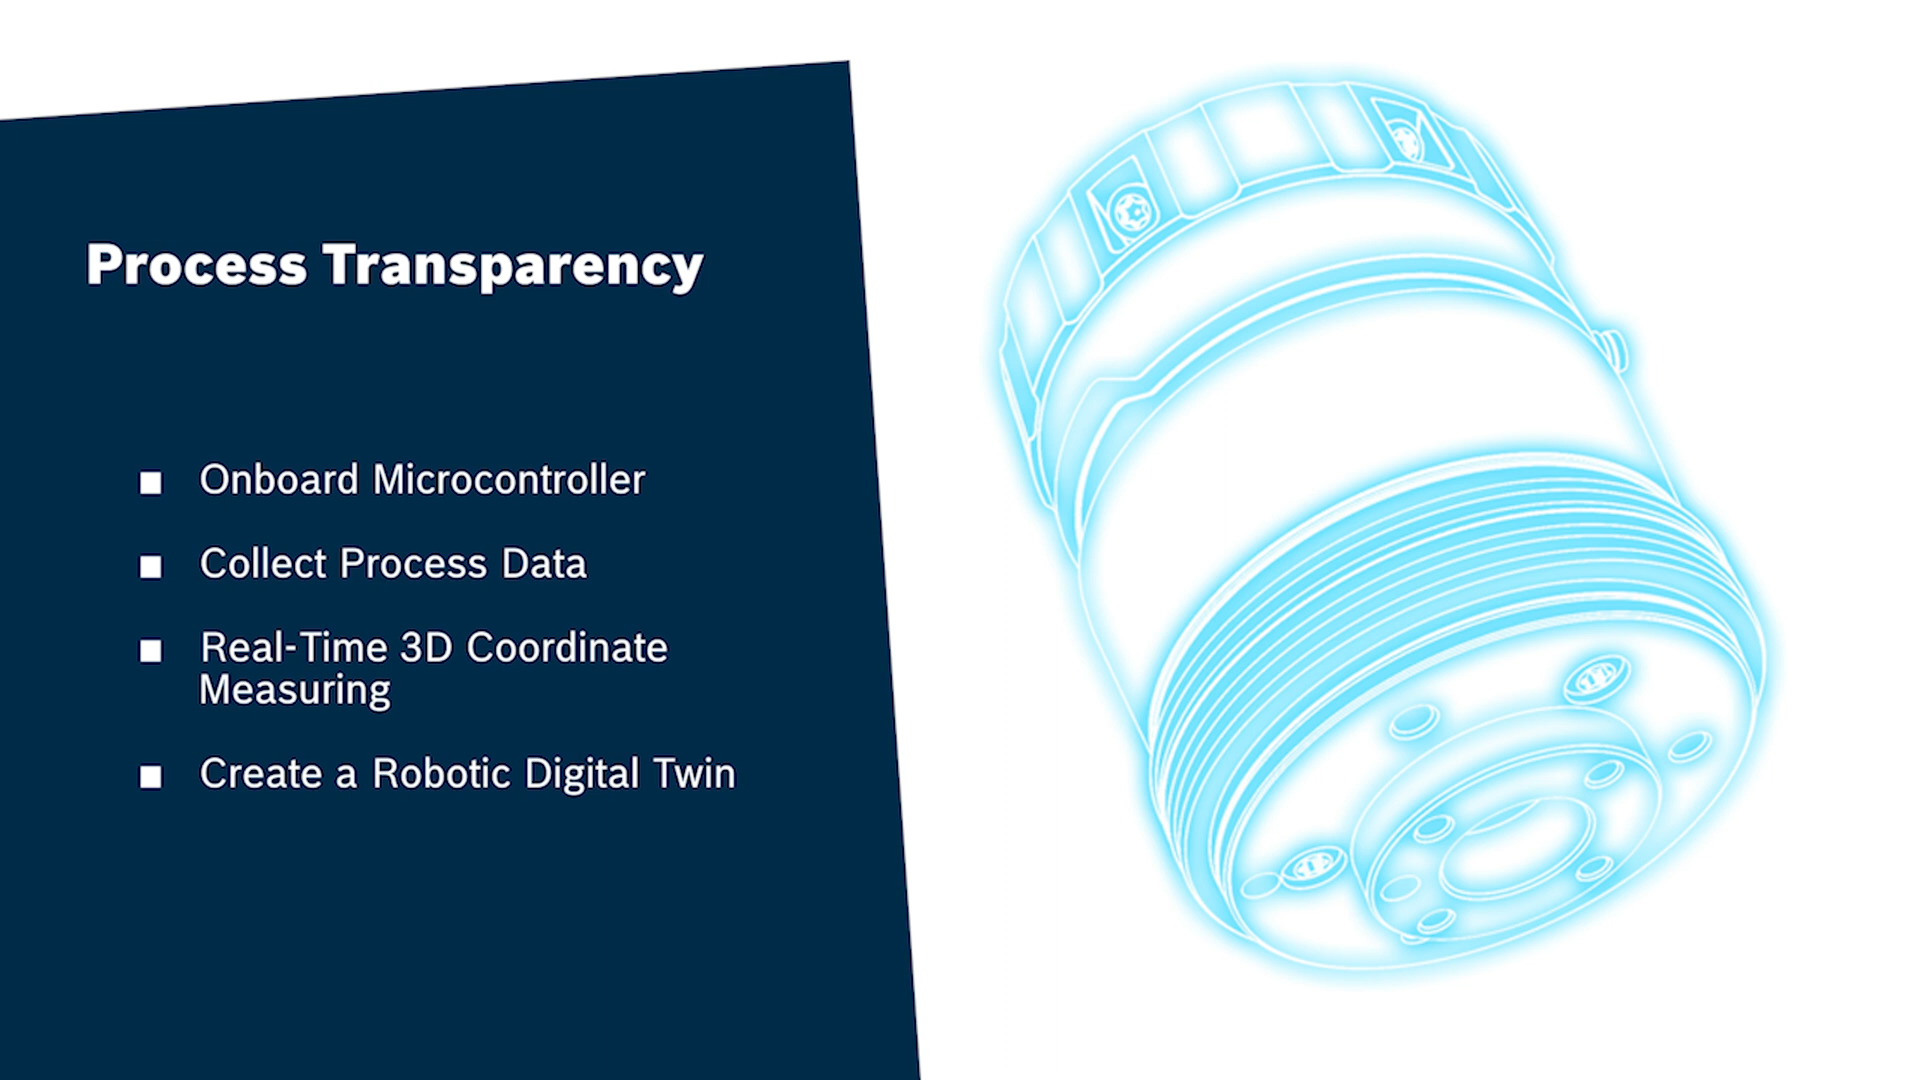 Process Transparency
Onboard Microcontroller
Collect Process Data
Real-Time 3D Coordinate
Measuring
Create a Robotic Digital Twin